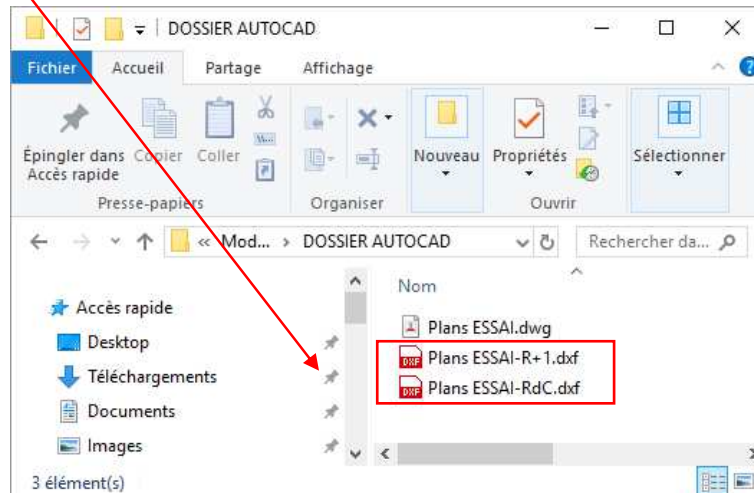 DOSSIER AUTOCAD
Fichier Accueil Partage Affichage
Épingler dans Accès rapide
Copier
Coller
Nouveau
Propriétés
Sélectionner
Presse-papiers
Organiser
Ouvrir
« Mod... › DOSSIER AUTOCAD
Rechercher da...
Accès rapide
Desktop
Téléchargements
Documents
Images
Nom
Plans ESSAI.dwg
DXF Plans ESSAI-R+1.dxf
DXF Plans ESSAI-RdC.dxf
3 élément(s)